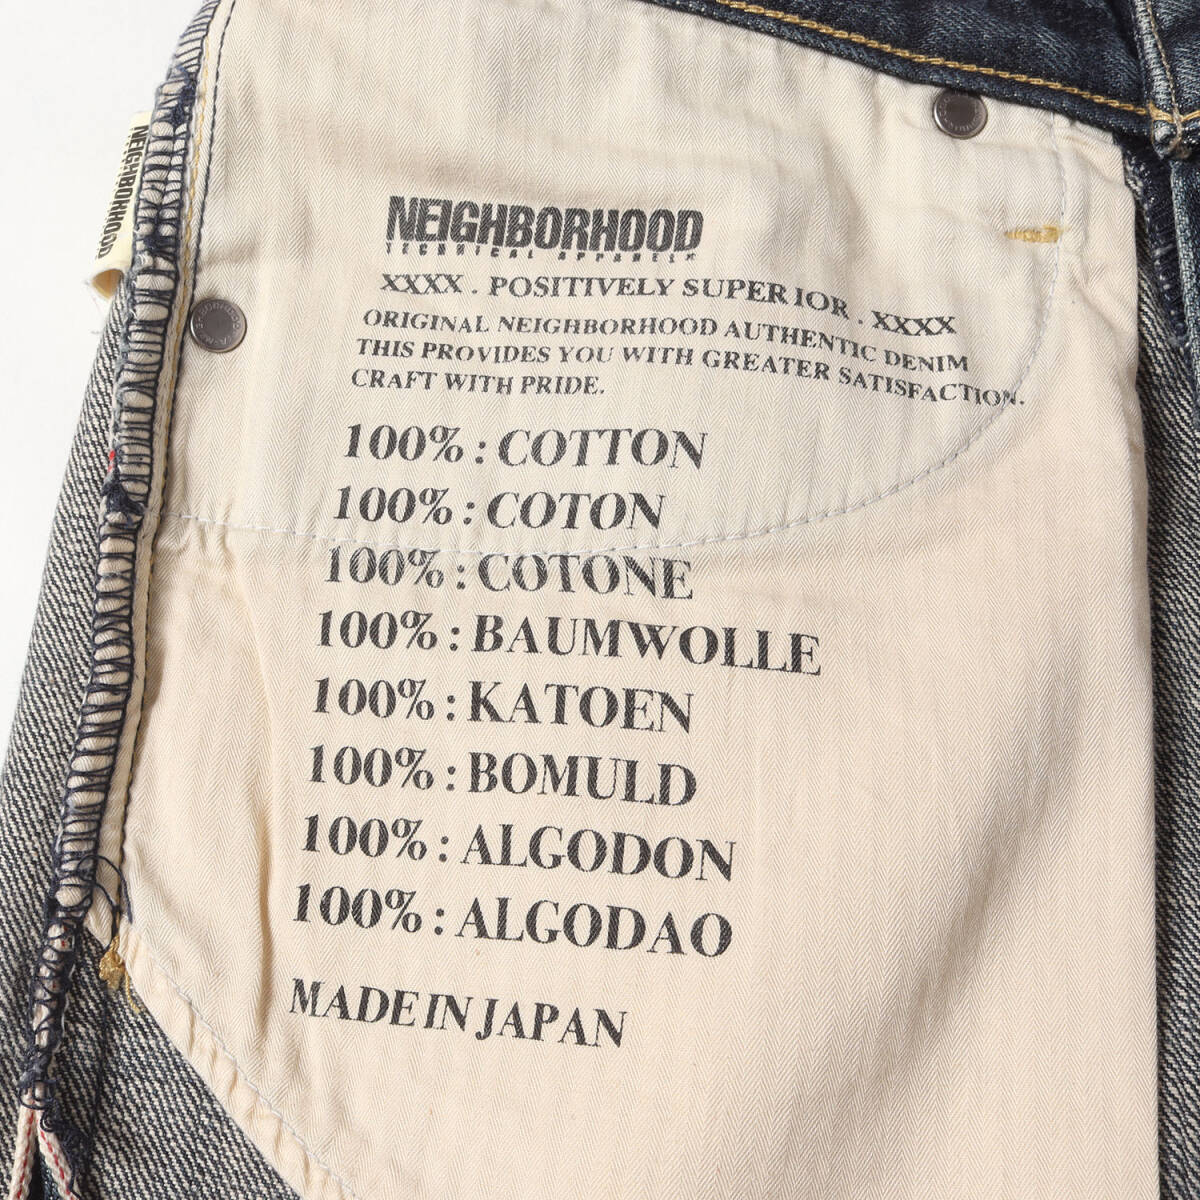 NEIGHBORHOOD
NEIGHBORHOOD
TECHNICAL APPAREL
XXXX . POSITIVELY SUPERIOR . XXXX
ORIGINAL NEIGHBORHOOD AUTHENTIC DENIM
THIS PROVIDES YOU WITH GREATER SATISFACTION.
CRAFT WITH PRIDE.
100% : COTTON
100% : COTON
100% : COTONE
100% : BAUMWOLLE
100% : KATOEN
100% : BOMULD
100% : ALGODON
100% : ALGODAO
MADE IN JAPAN